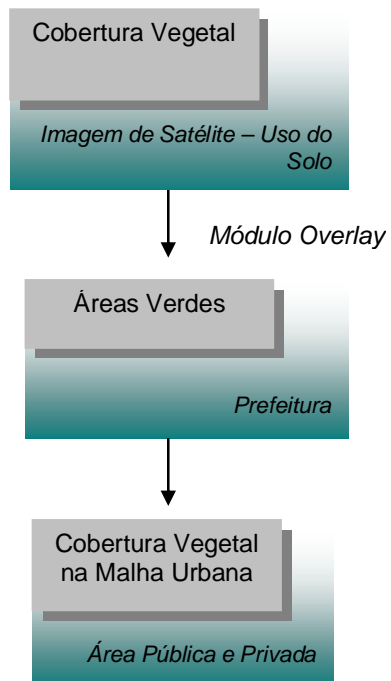 Cobertura Vegetal
Imagem de Satélite – Uso do
Solo
Módulo Overlay
Áreas Verdes
Prefeitura
Cobertura Vegetal
na Malha Urbana
Área Pública e Privada